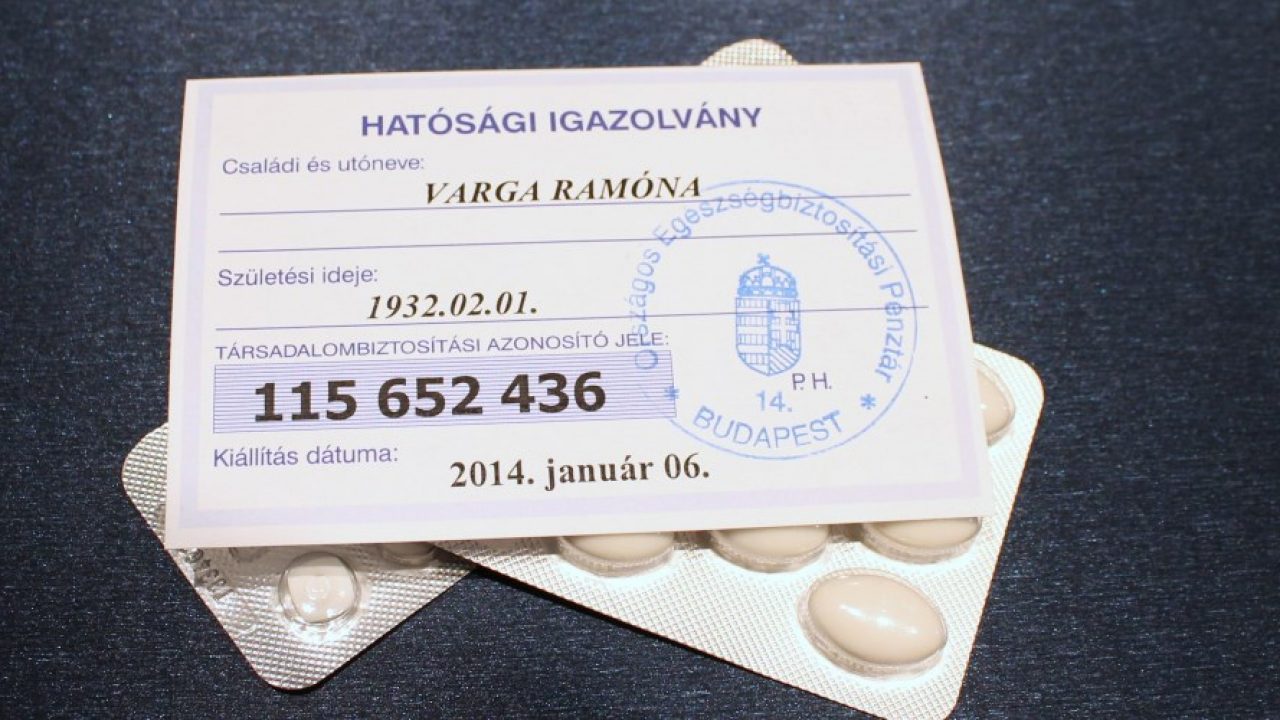 HATÓSÁGI IGAZOLVÁNY
Családi és utóneve:
VARGA RAMÓNA
Születési ideje:
1932.02.01.
TÁRSADALOMBIZTOSÍTÁSI AZONOSÍTÓ JELE:
115 652 436
Kiállítás dátuma:
2014. január 06.
Országos Egészségbiztosítási Pénztár
P. H.
14.
* BUDAPEST *